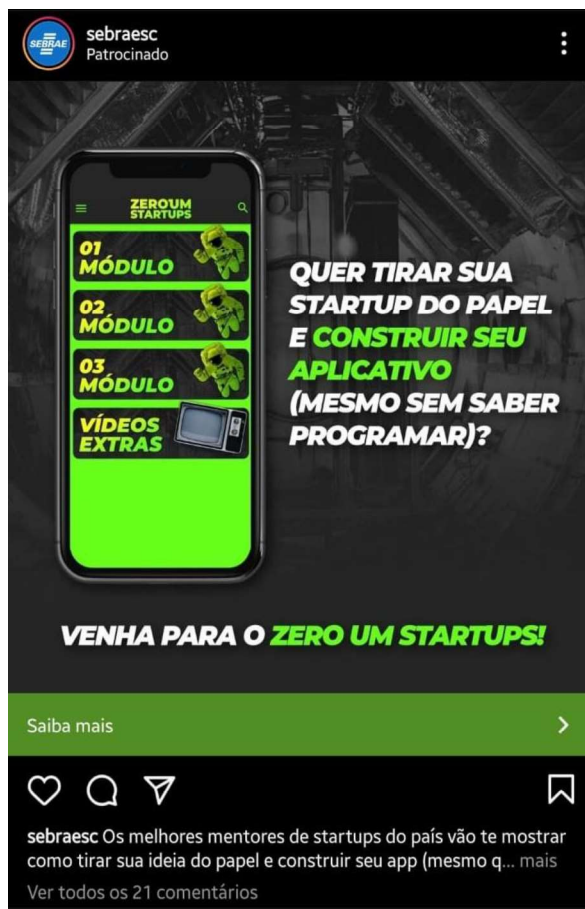 SEBRAE
sebraesc
Patrocinado
ZERO'UM
STARTUPS
01
MÓDULO
02
MÓDULO
03
MÓDULO
VÍDEOS
EXTRAS
QUER TIRAR SUA
STARTUP DO PAPEL
E CONSTRUIR SEU
APLICATIVO
(MESMO SEM SABER
PROGRAMAR)?
VENHA PARA O ZERO UM STARTUPS!
Saiba mais
sebraesc Os melhores mentores de startups do país vão te mostrar
como tirar sua ideia do papel e construir seu app (mesmo q... mais
Ver todos os 21 comentários